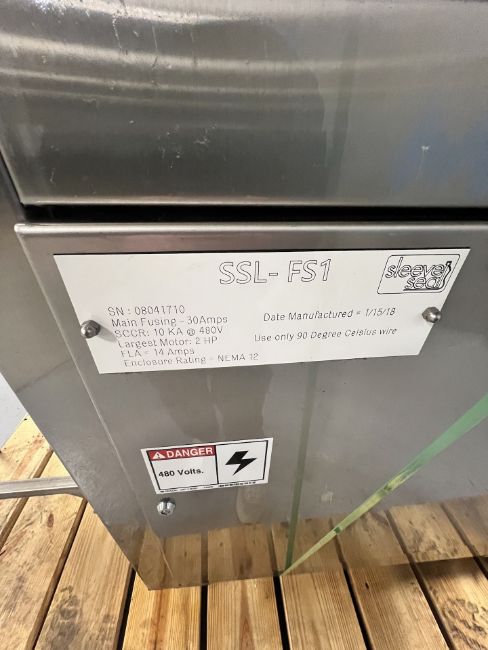 SSL- FS1
sleeve
seal
SN : 08041710
Main Fusing - 30Amps
SCCR: 10 KA @ 480V
Largest Motor: 2 HP
FLA = 14 Amps
Enclosure Rating = NEMA 12
Date Manufactured = 1/15/18
Use only 90 Degree Celsius wire
DANGER
480 Volts.